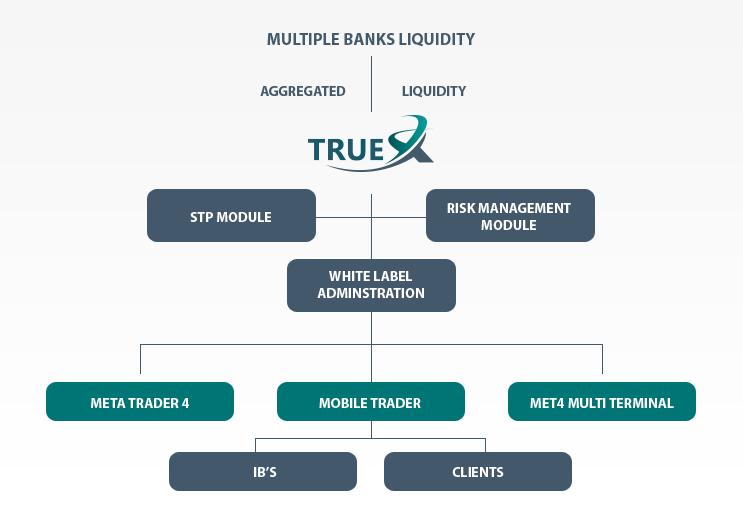 MULTIPLE BANKS LIQUIDITY
AGGREGATED LIQUIDITY
TRUEX
STP MODULE
RISK MANAGEMENT
MODULE
WHITE LABEL
ADMINSTRATION
META TRADER 4
MOBILE TRADER
MET4 MULTI TERMINAL
IB'S
CLIENTS